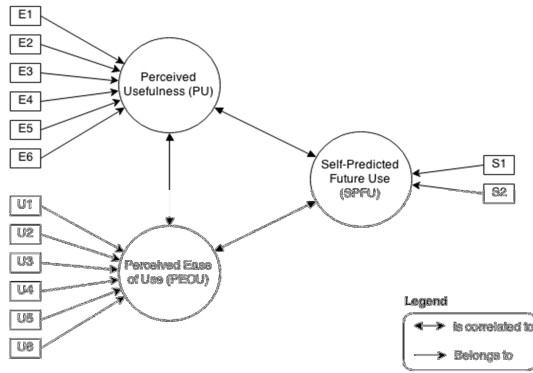 E1
E2
E3
E4
E5
E6
Perceived
Usefulness (PU)
Self-Predicted
Future Use
(SPFU)
S1
S2
U1
U2
U3
U4
U5
U6
Perceived Ease
of Use (PEOU)
Legend
Is correlated to
Belongs to